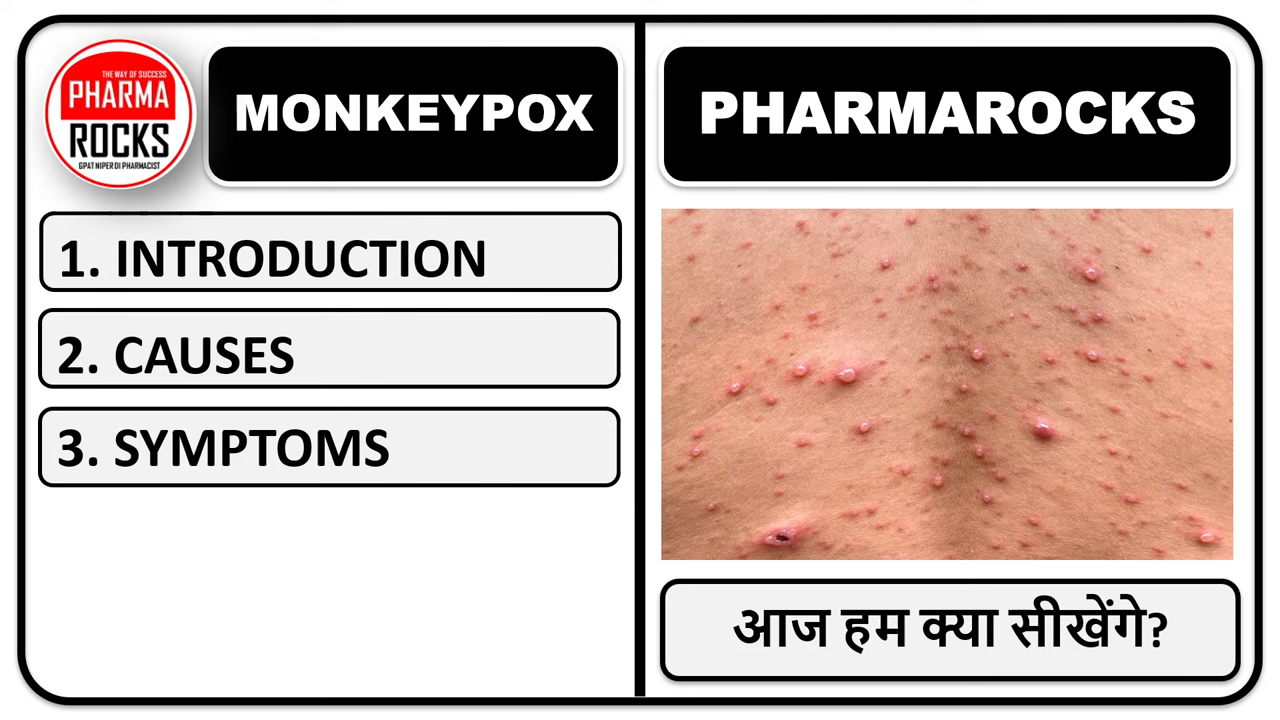 THE WAY OF SUCCESS
PHARMA
ROCKS
GPAT NIPER DI PHARMACIST
MONKEYPOX
1. INTRODUCTION
2. CAUSES
3. SYMPTOMS
PHARMAROCKS
आज हम क्या सीखेंगे?